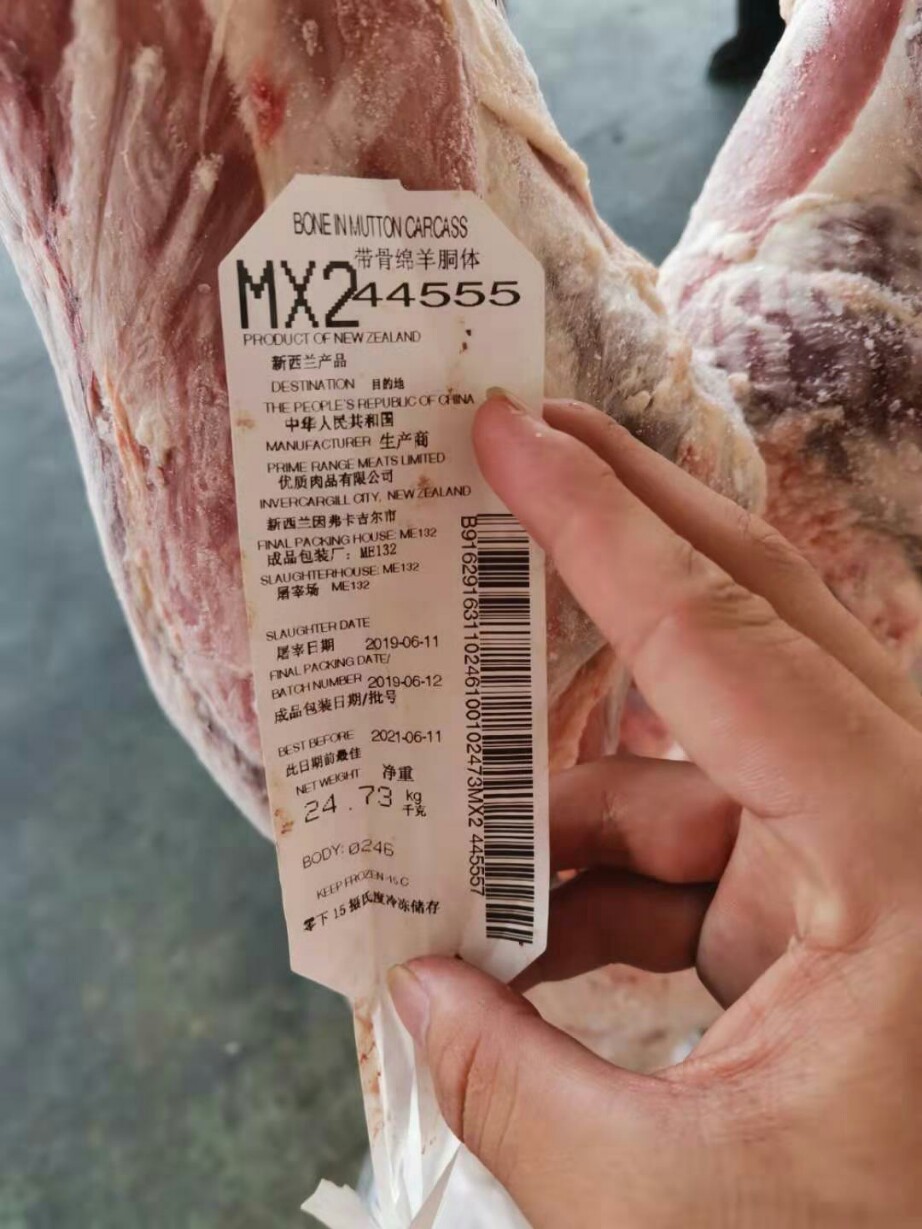 BONE IN MUTTON CARCASS
带骨绵羊胴体
MX2 44555
PRODUCT OF NEW ZEALAND
新西兰产品
DESTINATION 目的地
THE PEOPLE'S REPUBLIC OF CHINA
中华人民共和国
MANUFACTURER 生产商
PRIME RANGE MEATS LIMITED
优质肉品有限公司
INVERCARGILL CITY, NEW ZEALAND
新西兰因弗卡吉尔市
FINAL PACKING HOUSE: ME132
成品包装厂: ME132
SLAUGHTERHOUSE: ME132
屠宰场 ME132
SLAUGHTER DATE
屠宰日期 2019-06-11
FINAL PACKING DATE/
BATCH NUMBER 2019-06-12
成品包装日期/批号
BEST BEFORE 2021-06-11
此日期前最佳
NET WEIGHT 净重
24.73 kg
千克
BODY: 0246
KEEP FROZEN -15 C
零下 15 摄氏度冷冻储存
B91629163110246100102473MX2 445557